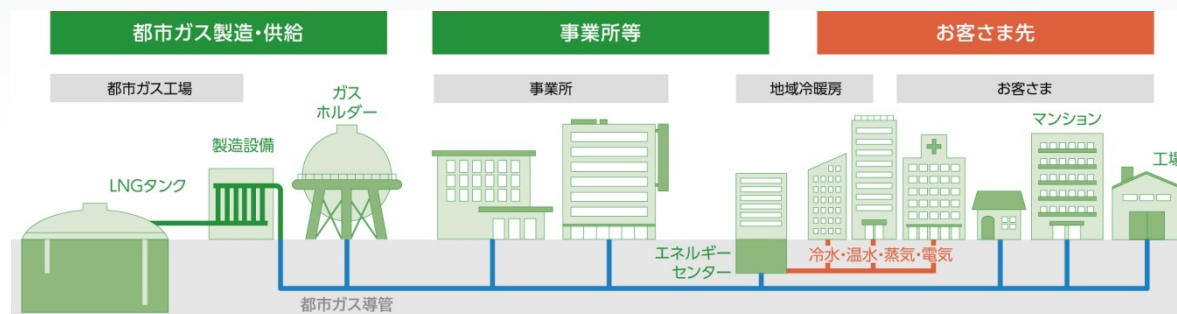 都市ガス製造・供給
事業所等
お客さま先
都市ガス工場
事業所
地域冷暖房
お客さま
ガス
ホルダー
製造設備
LNGタンク
マンション
工場
エネルギー
センター
冷水・温水・蒸気・電気
都市ガス導管